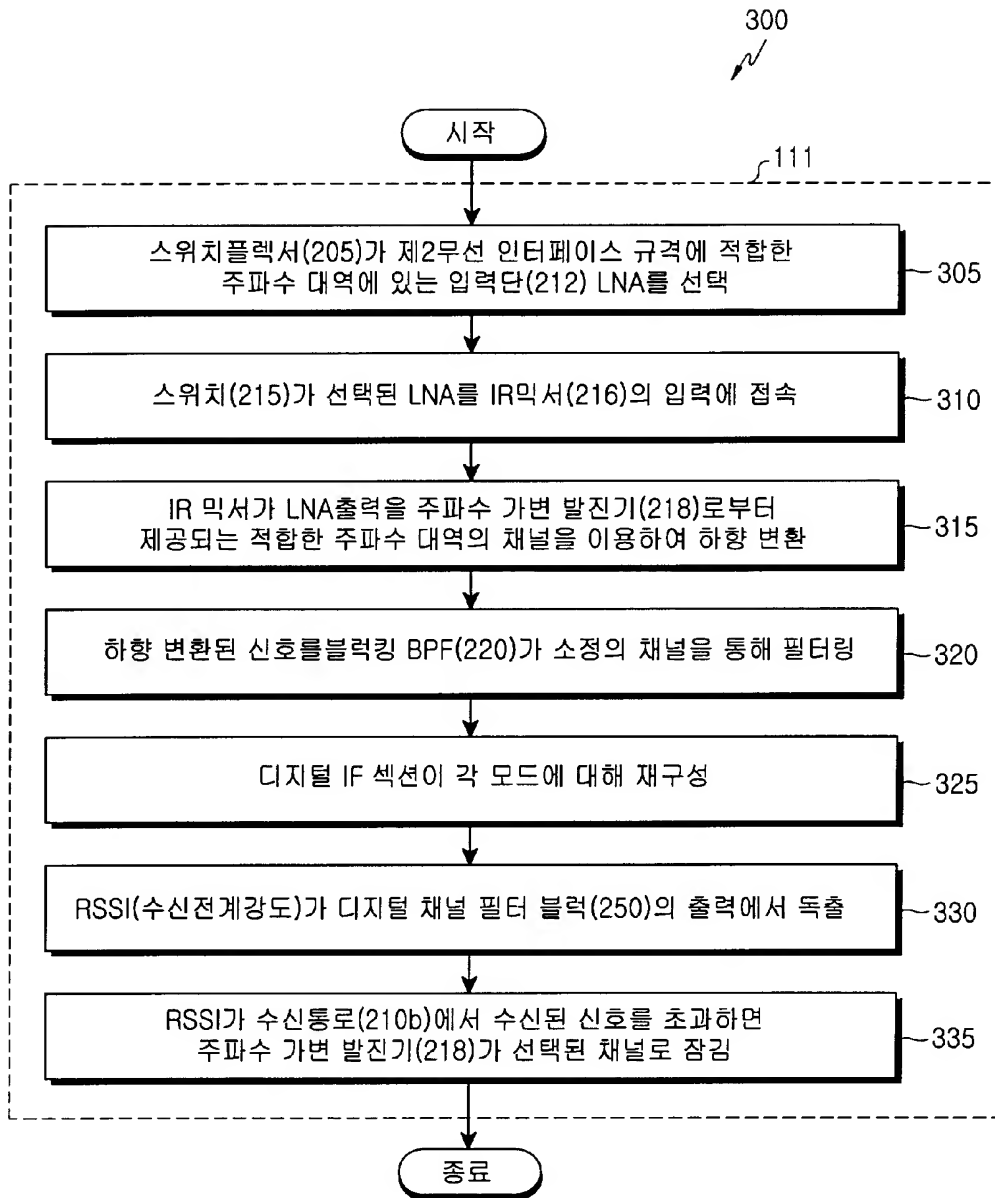 300
시작
111
스위치플렉서(205)가 제2무선 인터페이스 규격에 적합한
주파수 대역에 있는 입력단(212) LNA를 선택
305
스위치(215)가 선택된 LNA를 IR믹서(216)의 입력에 접속
310
IR 믹서가 LNA출력을 주파수 가변 발진기(218)로부터
제공되는 적합한 주파수 대역의 채널을 이용하여 하향 변환
315
하향 변환된 신호를블럭킹 BPF(220)가 소정의 채널을 통해 필터링
320
디지털 IF 섹션이 각 모드에 대해 재구성
325
RSSI(수신전계강도)가 디지털 채널 필터 블럭(250)의 출력에서 독출
330
RSSI가 수신통로(210b)에서 수신된 신호를 초과하면
주파수 가변 발진기(218)가 선택된 채널로 잠김
335
종료